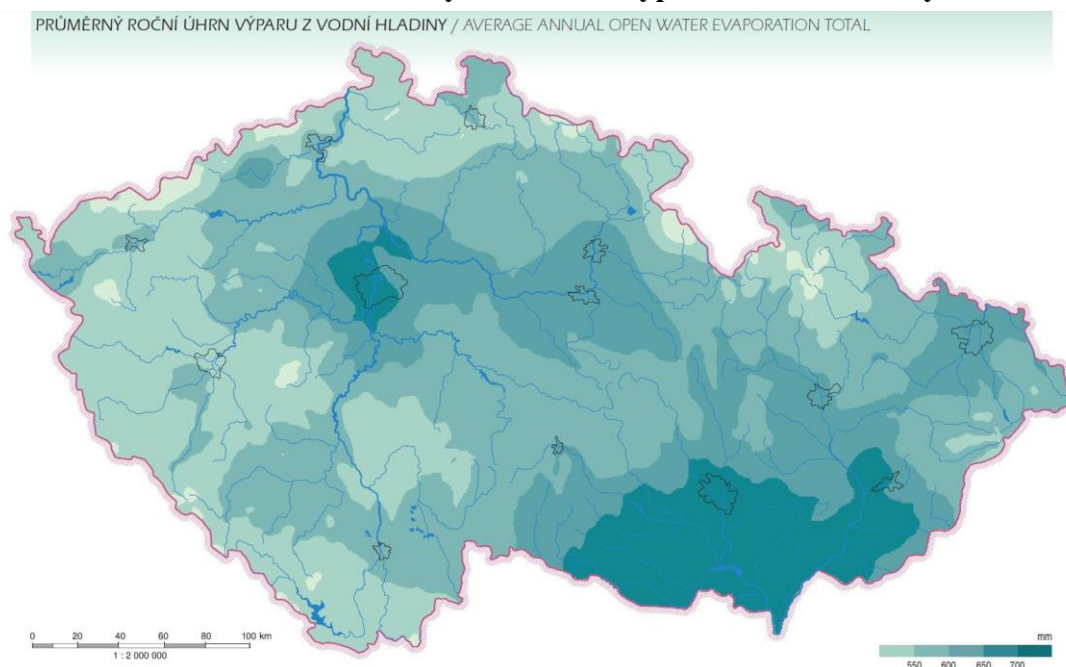 PRŮMĚRNÝ ROČNÍ ÚHRN VÝPARU Z VODNÍ HLADINY / AVERAGE ANNUAL OPEN WATER EVAPORATION TOTAL
0 20 40 60 80 100 km
1 : 2 000 000
mm
550 600 650 700